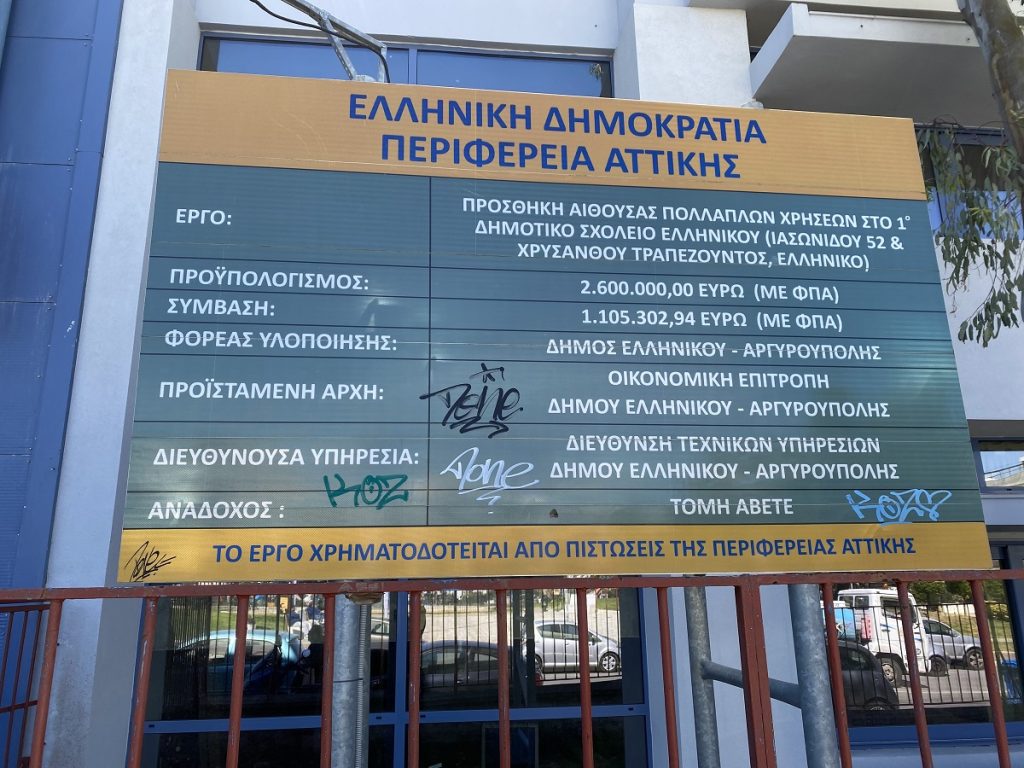 ΕΛΛΗΝΙΚΗ ΔΗΜΟΚΡΑΤΙΑ
ΠΕΡΙΦΕΡΕΙΑ ΑΤΤΙΚΗΣ
ΕΡΓΟ:
ΠΡΟΣΘΗΚΗ ΑΙΘΟΥΣΑΣ ΠΟΛΛΑΠΛΩΝ ΧΡΗΣΕΩΝ ΣΤΟ 1°
ΔΗΜΟΤΙΚΟ ΣΧΟΛΕΙΟ ΕΛΛΗΝΙΚΟΥ (ΙΑΣΩΝΙΔΟΥ 52 &
ΧΡΥΣΑΝΘΟΥ ΤΡΑΠΕΖΟΥΝΤΟΣ, ΕΛΛΗΝΙΚΟ)
ΠΡΟΫΠΟΛΟΓΙΣΜΟΣ: 2.600.000,00 ΕΥΡΩ (ΜΕ ΦΠΑ)
ΣΥΜΒΑΣΗ: 1.105.302,94 ΕΥΡΩ (ΜΕ ΦΠΑ)
ΦΟΡΕΑΣ ΥΛΟΠΟΙΗΣΗΣ: ΔΗΜΟΣ ΕΛΛΗΝΙΚΟΥ - ΑΡΓΥΡΟΥΠΟΛΗΣ
ΠΡΟΪΣΤΑΜΕΝΗ ΑΡΧΗ:
ΟΙΚΟΝΟΜΙΚΗ ΕΠΙΤΡΟΠΗ
ΔΗΜΟΥ ΕΛΛΗΝΙΚΟΥ - ΑΡΓΥΡΟΥΠΟΛΗΣ
ΔΙΕΥΘΥΝΟΥΣΑ ΥΠΗΡΕΣΙΑ:
ΔΙΕΥΘΥΝΣΗ ΤΕΧΝΙΚΩΝ ΥΠΗΡΕΣΙΩΝ
ΔΗΜΟΥ ΕΛΛΗΝΙΚΟΥ - ΑΡΓΥΡΟΥΠΟΛΗΣ
KOZ
ΑΝΑΔΟΧΟΣ : ΤΟΜΗ ΑΒΕΤΕ
ΤΟ ΕΡΓΟ ΧΡΗΜΑΤΟΔΟΤΕΙΤΑΙ ΑΠΟ ΠΙΣΤΩΣΕΙΣ ΤΗΣ ΠΕΡΙΦΕΡΕΙΑΣ ΑΤΤΙΚΗΣ